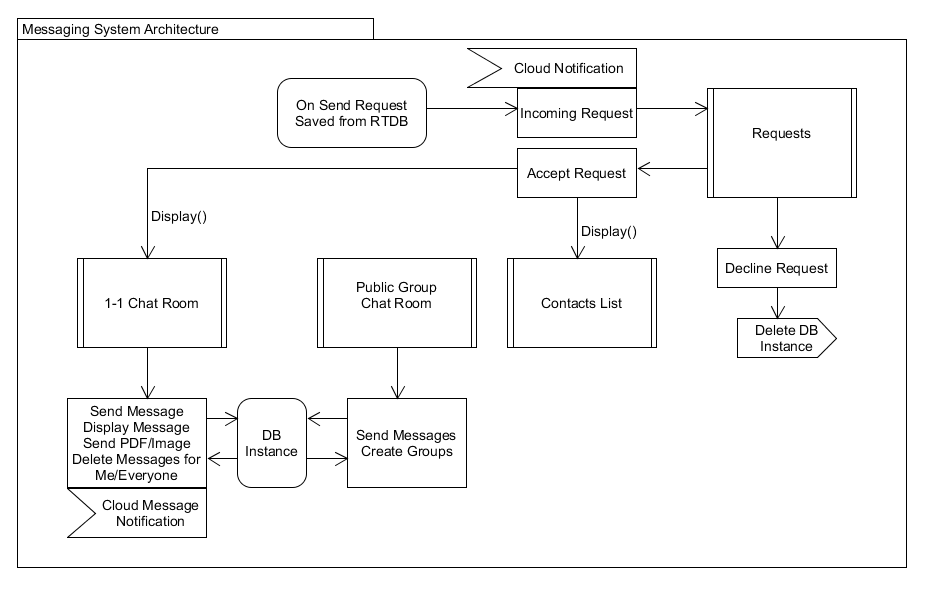 Messaging System Architecture
Cloud Notification
On Send Request
Saved from RTDB
Incoming Request
Requests
Accept Request
Display()
Display()
Decline Request
1-1 Chat Room
Public Group
Chat Room
Contacts List
Delete DB
Instance
Send Message
Display Message
Send PDF/Image
Delete Messages for
Me/Everyone
DB
Instance
Send Messages
Create Groups
Cloud Message
Notification